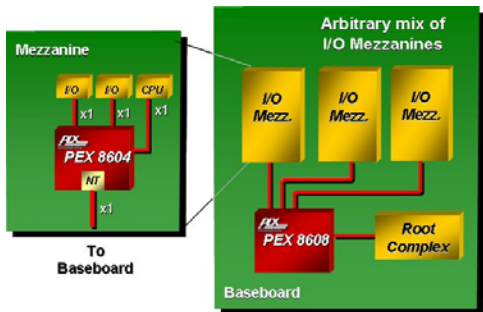 Mezzanine
I/O
I/O
CPU
x1
x1
x1
PLX
PEX 8604
NT
x1
To
Baseboard
Arbitrary mix of
I/O Mezzanines
I/O
Mezz.
I/O
Mezz.
I/O
Mezz.
PLX
PEX 8608
Root
Complex
Baseboard